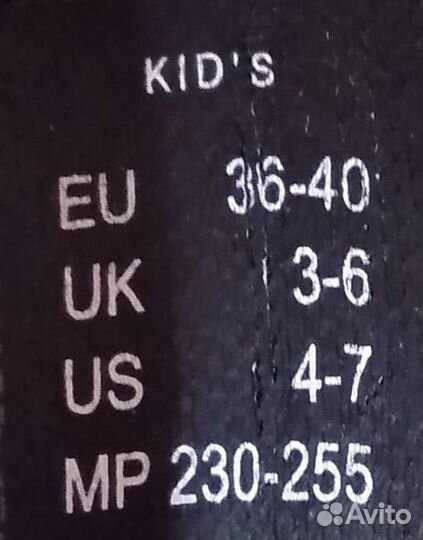 KID'S
EU 36-40
UK 3-6
US 4-7
MP 230-255
Avito